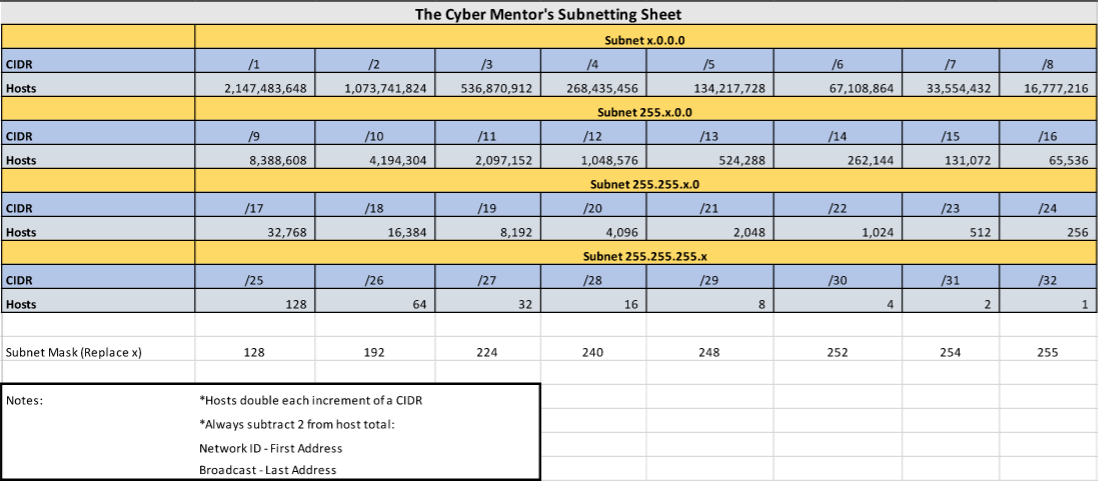 The Cyber Mentor's Subnetting Sheet
Subnet x.0.0.0
CIDR /1 /2 /3 /4 /5 /6 /7 /8
Hosts 2,147,483,648 1,073,741,824 536,870,912 268,435,456 134,217,728 67,108,864 33,554,432 16,777,216
Subnet 255.x.0.0
CIDR /9 /10 /11 /12 /13 /14 /15 /16
Hosts 8,388,608 4,194,304 2,097,152 1,048,576 524,288 262,144 131,072 65,536
Subnet 255.255.x.0
CIDR /17 /18 /19 /20 /21 /22 /23 /24
Hosts 32,768 16,384 8,192 4,096 2,048 1,024 512 256
Subnet 255.255.255.x
CIDR /25 /26 /27 /28 /29 /30 /31 /32
Hosts 128 64 32 16 8 4 2 1
Subnet Mask (Replace x) 128 192 224 240 248 252 254 255
Notes: *Hosts double each increment of a CIDR
*Always subtract 2 from host total:
Network ID - First Address
Broadcast - Last Address